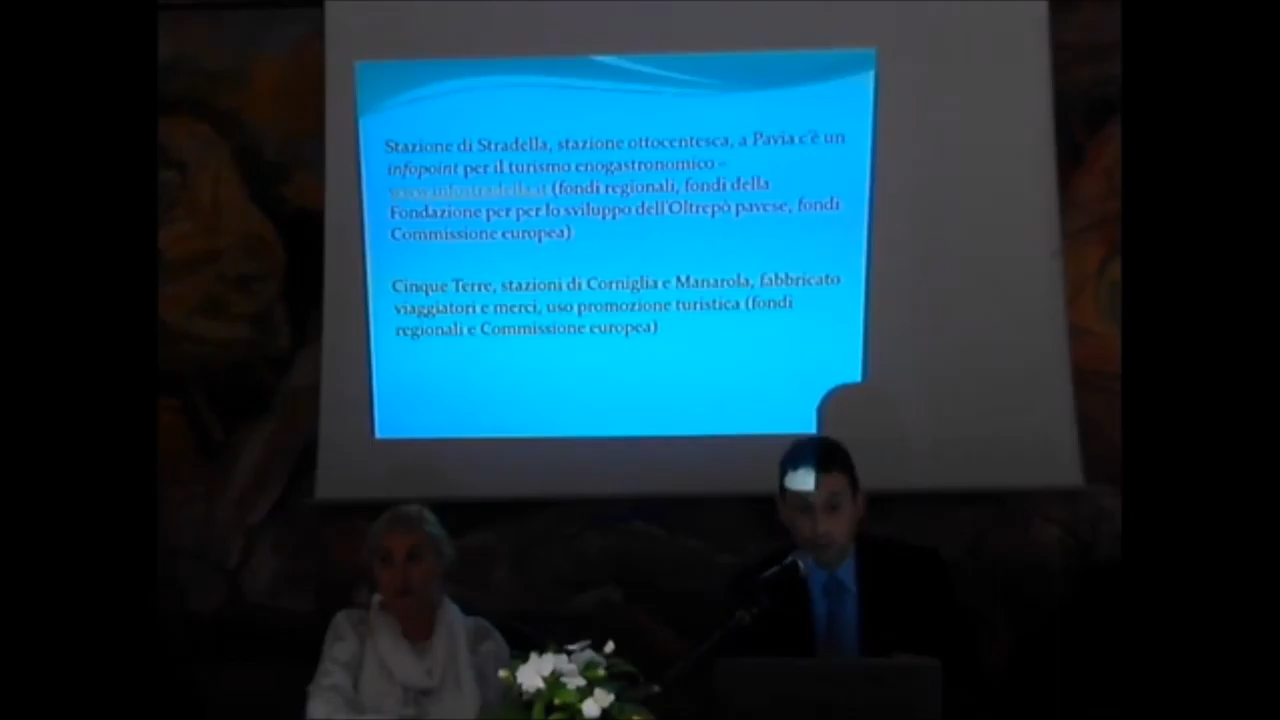 Stazione di Stradella, stazione ottocentesca, a Pavia c'è un
infopoint per il turismo enogastronomico –
(fondi regionali, fondi della
Fondazione per per lo sviluppo dell'Oltrepò pavese, fondi
Commissione europea)
Cinque Terre, stazioni di Corniglia e Manarola, fabbricato
viaggiatori e merci, uso promozione turistica (fondi
regionali e Commissione europea)